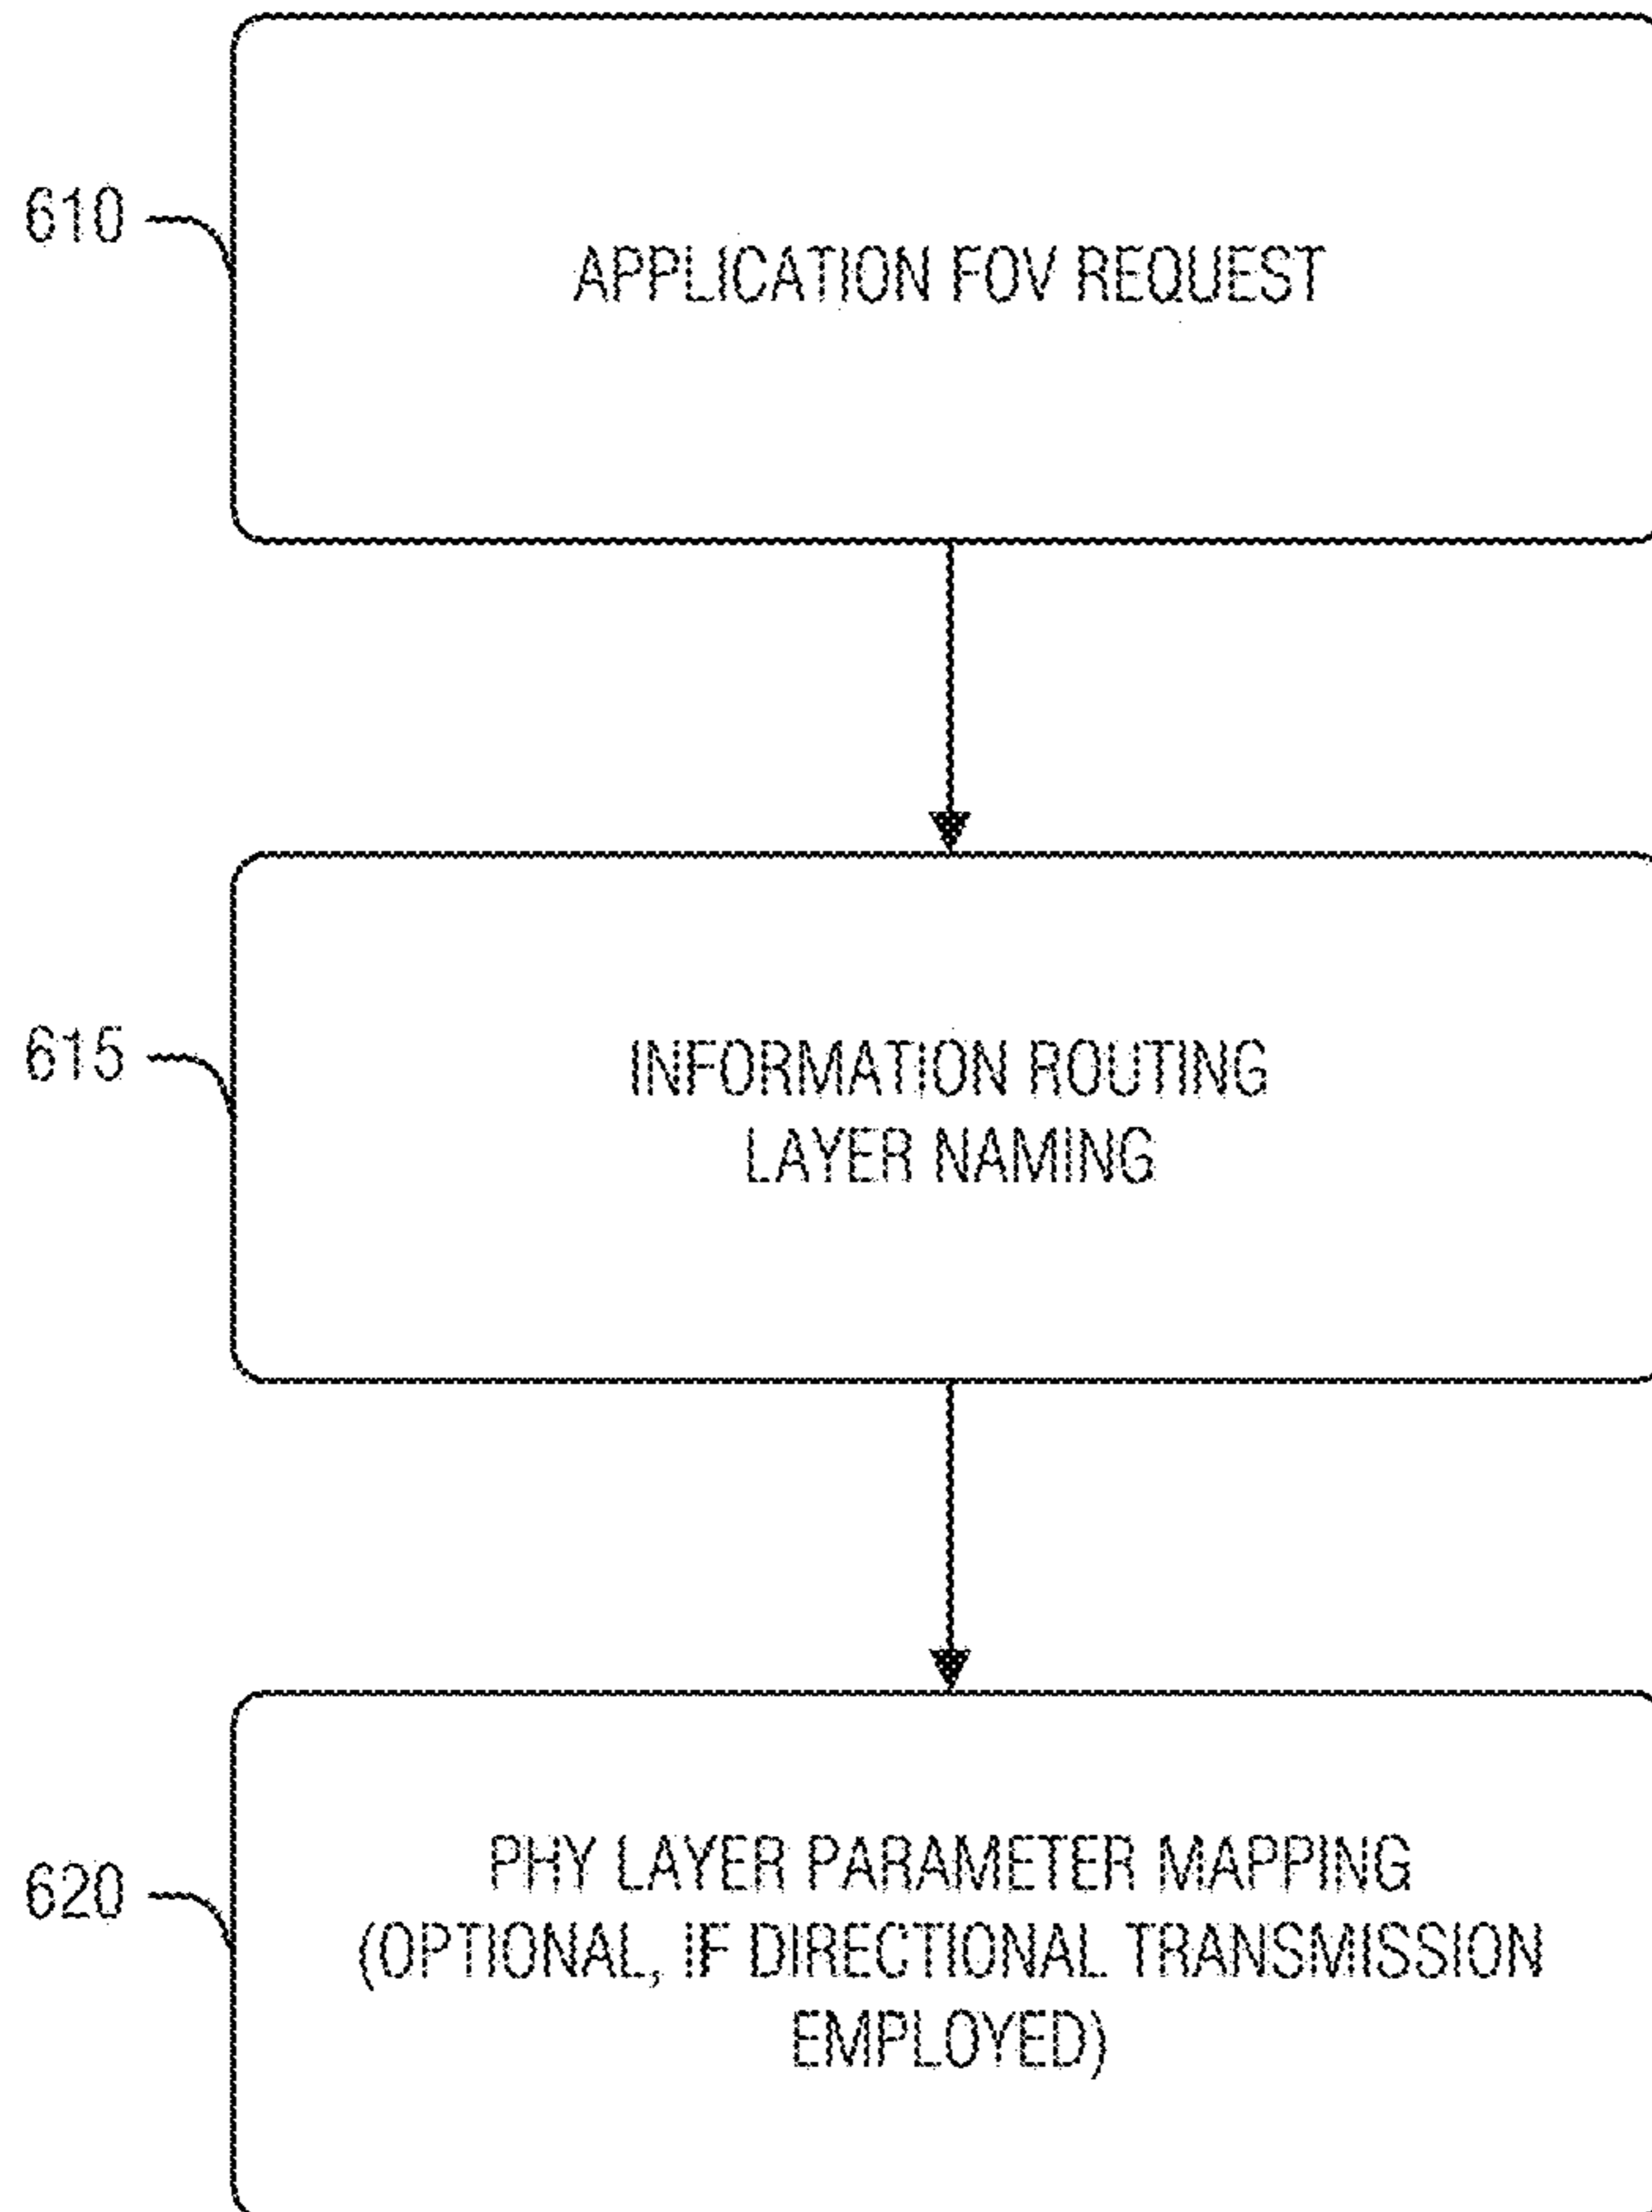 610
APPLICATION FOV REQUEST
615
INFORMATION ROUTING
LAYER NAMING
620
PHY LAYER PARAMETER MAPPING
(OPTIONAL, IF DIRECTIONAL TRANSMISSION
EMPLOYED)